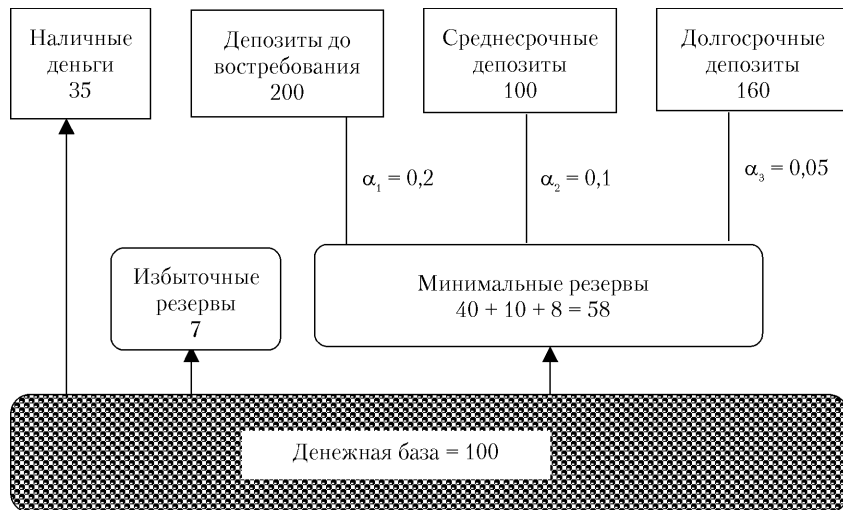 Наличные
деньги
35
Депозиты до
востребования
200
Среднесрочные
депозиты
100
Долгосрочные
депозиты
160
α₁ = 0,2
α₂ = 0,1
α₃ = 0,05
Избыточные
резервы
7
Минимальные резервы
40 + 10 + 8 = 58
Денежная база = 100